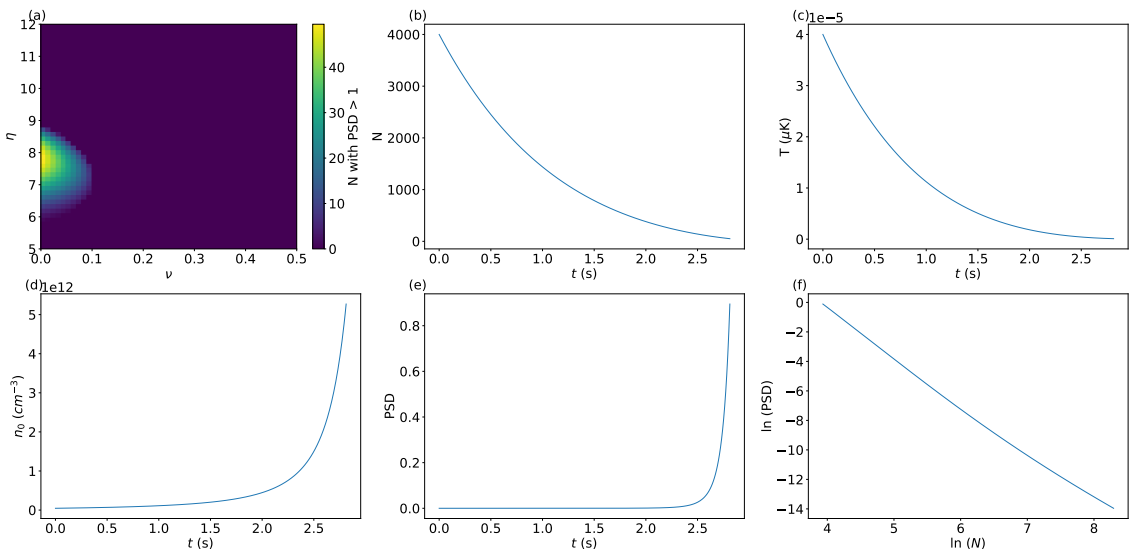 (a)
12
11
10
9
8
7
6
5
η
0.0 0.1 0.2 0.3 0.4 0.5
ν
40
30
20
10
0
N with PSD > 1
(b)
4000
3000
2000
1000
0
N
0.0 0.5 1.0 1.5 2.0 2.5
t (s)
(c)
1e−5
4
3
2
1
0
T (μK)
0.0 0.5 1.0 1.5 2.0 2.5
t (s)
(d)
1e12
5
4
3
2
1
0
n₀ (cm⁻³)
0.0 0.5 1.0 1.5 2.0 2.5
t (s)
(e)
0.8
0.6
0.4
0.2
0.0
PSD
0.0 0.5 1.0 1.5 2.0 2.5
t (s)
(f)
0
−2
−4
−6
−8
−10
−12
−14
ln (PSD)
4 5 6 7 8
ln (N)